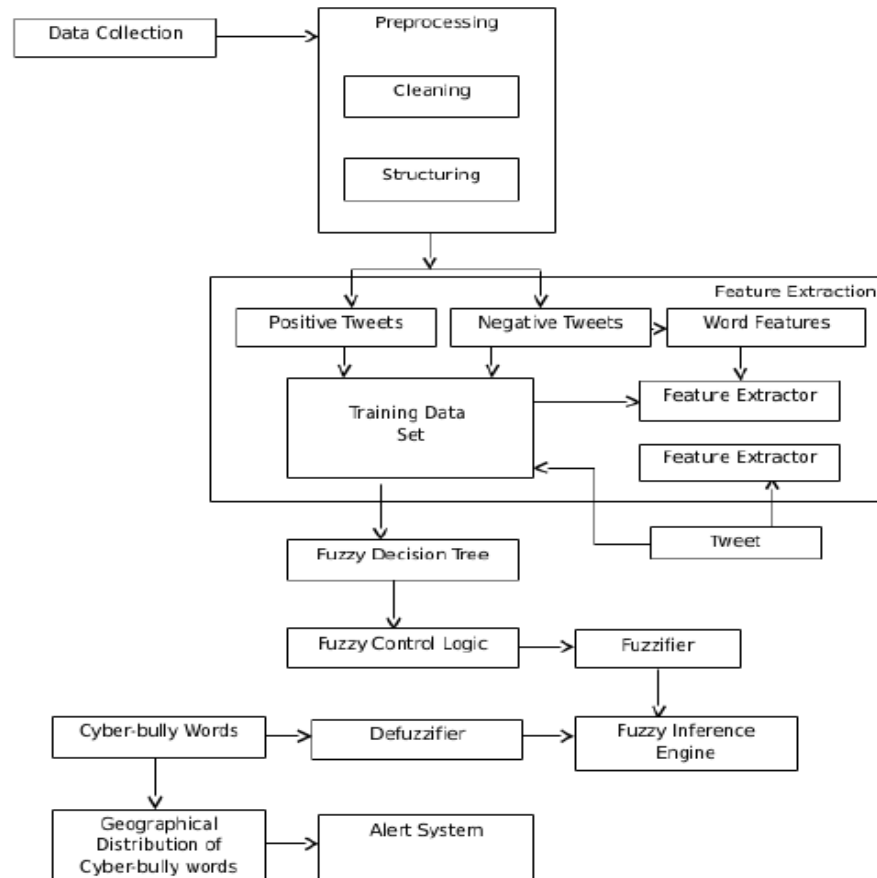 Data Collection
Preprocessing
Cleaning
Structuring
Feature Extraction
Positive Tweets
Negative Tweets
Word Features
Training Data
Set
Feature Extractor
Feature Extractor
Tweet
Fuzzy Decision Tree
Fuzzy Control Logic
Fuzzifier
Cyber-bully Words
Defuzzifier
Fuzzy Inference
Engine
Geographical
Distribution of
Cyber-bully words
Alert System